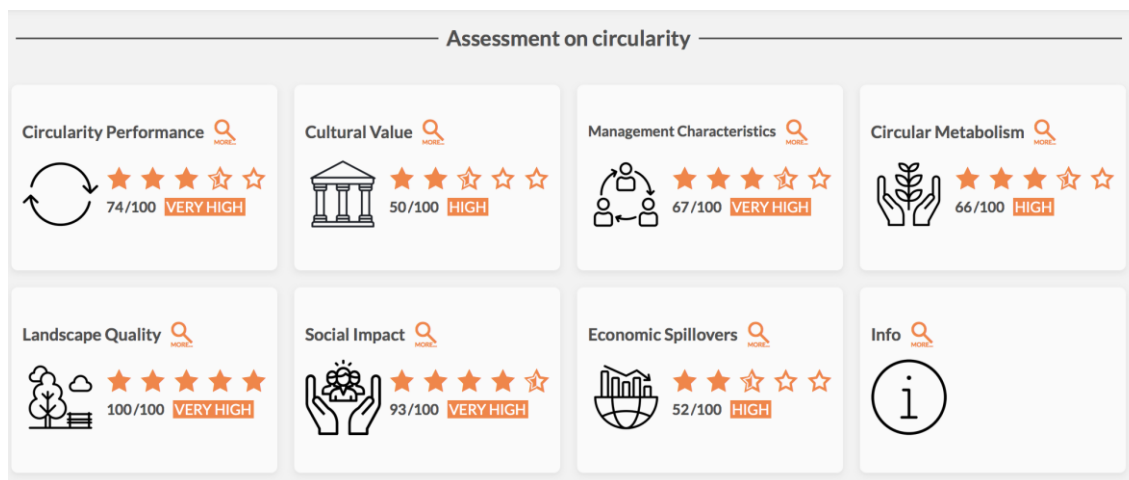 Assessment on circularity
Circularity Performance MORE...
74/100 VERY HIGH
Cultural Value MORE...
50/100 HIGH
Management Characteristics MORE...
67/100 VERY HIGH
Circular Metabolism MORE...
66/100 HIGH
Landscape Quality MORE...
100/100 VERY HIGH
Social Impact MORE...
93/100 VERY HIGH
Economic Spillovers MORE...
52/100 HIGH
Info MORE...
i